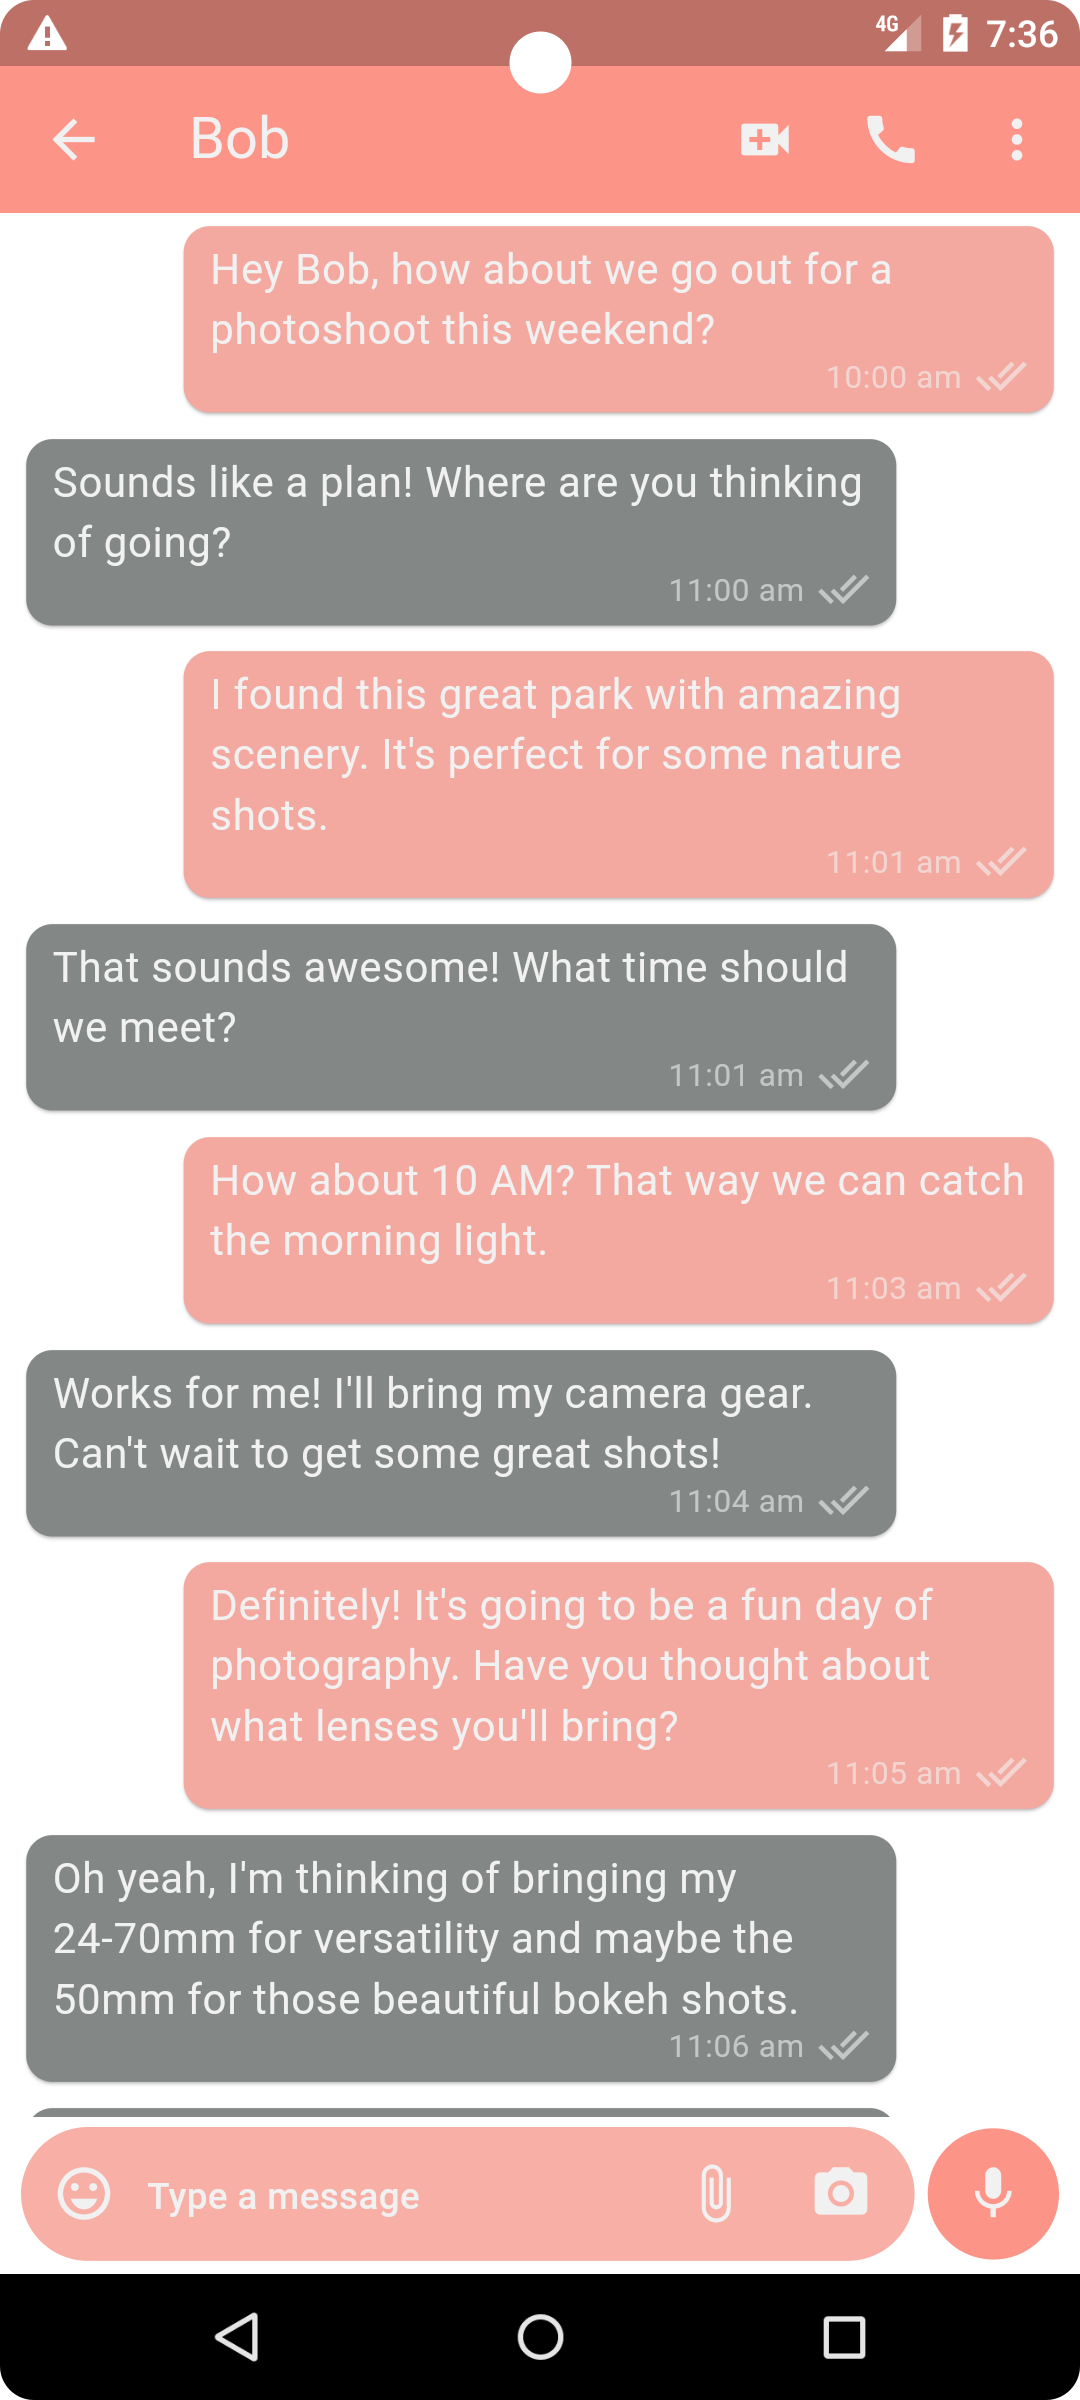 4G 7:36
Bob
Hey Bob, how about we go out for a
photoshoot this weekend?
10:00 am
Sounds like a plan! Where are you thinking
of going?
11:00 am
I found this great park with amazing
scenery. It's perfect for some nature
shots.
11:01 am
That sounds awesome! What time should
we meet?
11:01 am
How about 10 AM? That way we can catch
the morning light.
11:03 am
Works for me! I'll bring my camera gear.
Can't wait to get some great shots!
11:04 am
Definitely! It's going to be a fun day of
photography. Have you thought about
what lenses you'll bring?
11:05 am
Oh yeah, I'm thinking of bringing my
24-70mm for versatility and maybe the
50mm for those beautiful bokeh shots.
11:06 am
Type a message